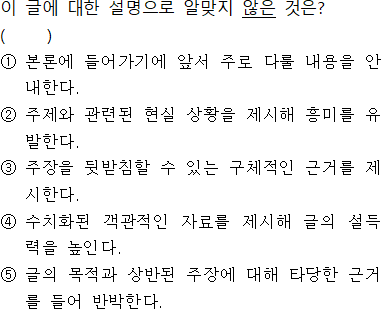 이 글에 대한 설명으로 알맞지 않은 것은?
(      )
① 본론에 들어가기에 앞서 주로 다룰 내용을 안
내한다.
② 주제와 관련된 현실 상황을 제시해 흥미를 유
발한다.
③ 주장을 뒷받침할 수 있는 구체적인 근거를 제
시한다.
④ 수치화된 객관적인 자료를 제시해 글의 설득
력을 높인다.
⑤ 글의 목적과 상반된 주장에 대해 타당한 근거
를 들어 반박한다.